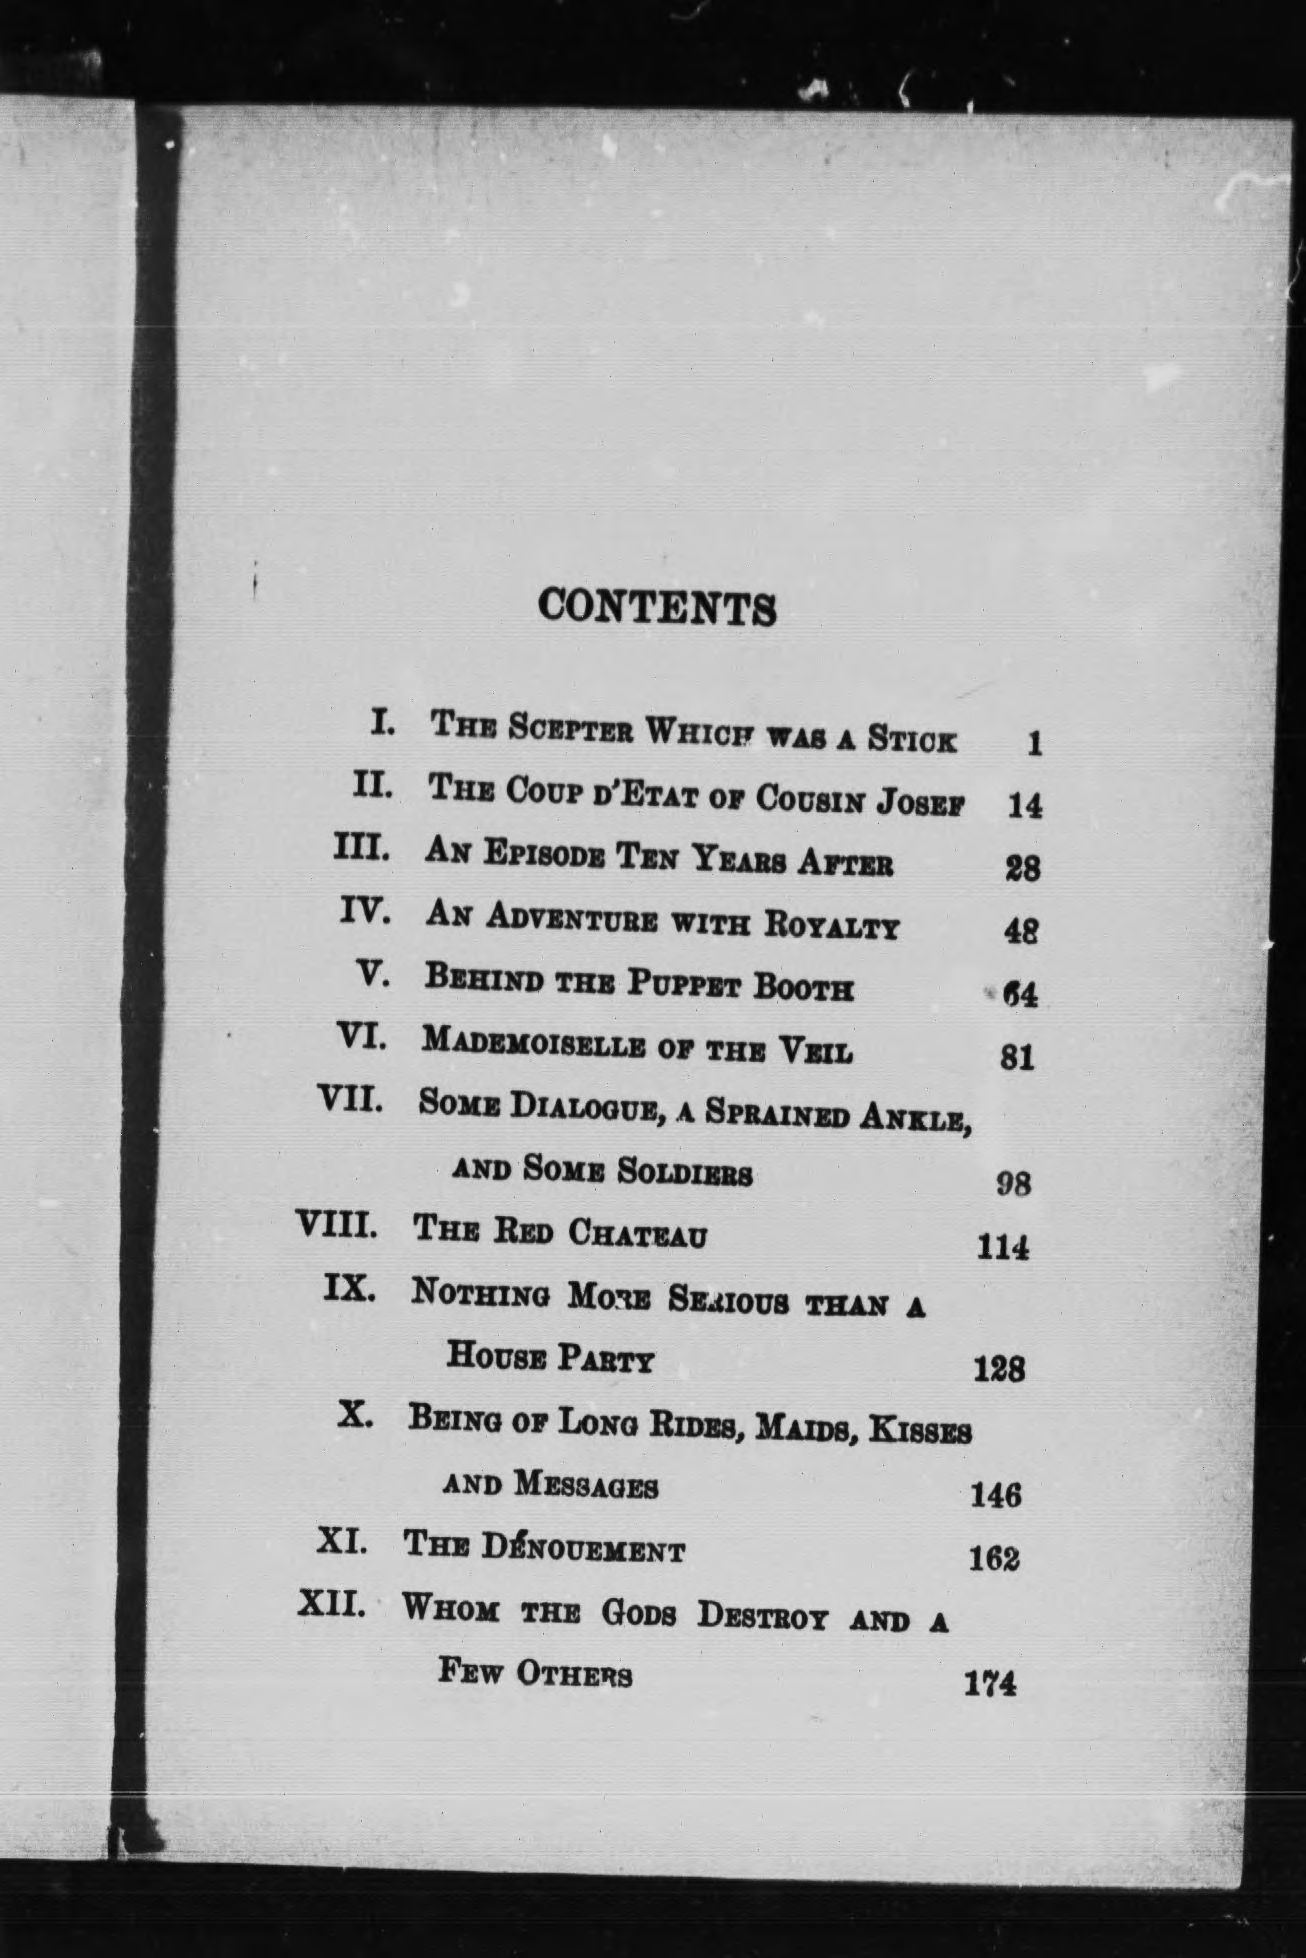 CONTENTS
I. The Scepter Which was a Stick 1
II. The Coup d'Etat of Cousin Josef 14
III. An Episode Ten Years After 28
IV. An Adventure with Royalty 48
V. Behind the Puppet Booth 64
VI. Mademoiselle of the Veil 81
VII. Some Dialogue, a Sprained Ankle,
and Some Soldiers 98
VIII. The Red Chateau 114
IX. Nothing More Serious than a
House Party 128
X. Being of Long Rides, Maids, Kisses
and Messages 146
XI. The Dénouement 162
XII. Whom the Gods Destroy and a
Few Others 174